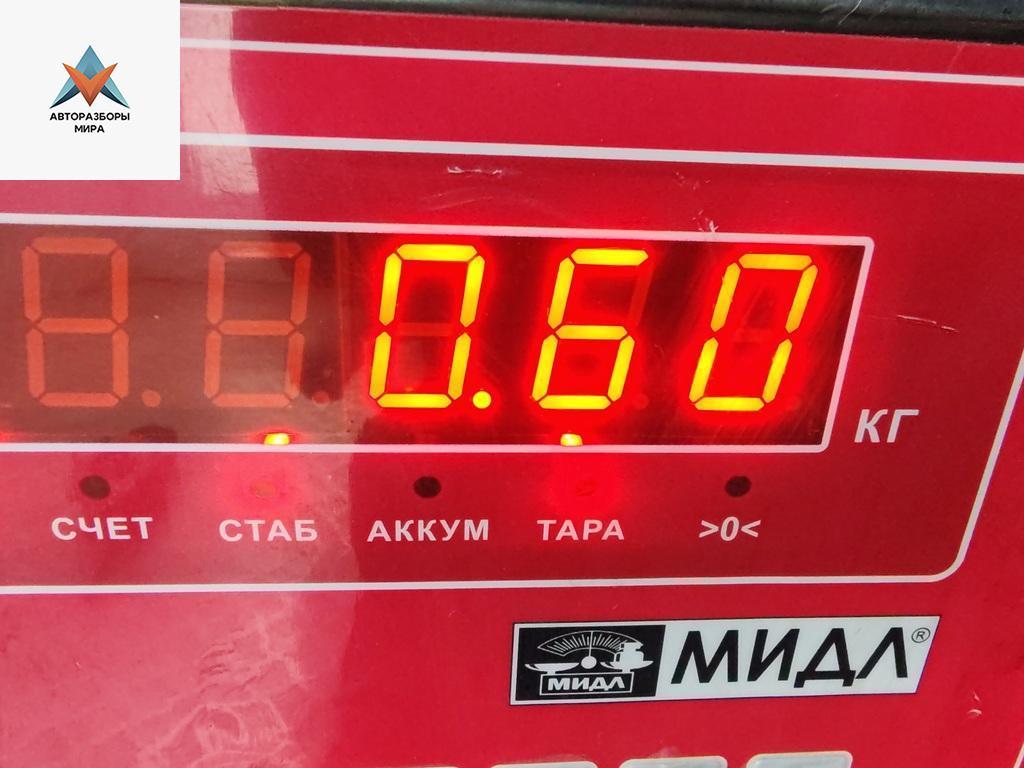 АВТОРАЗБОРЫ
МИРА
0.60
КГ
СЧЕТ СТАБ АККУМ ТАРА >0<
МИДЛ МИДЛ®